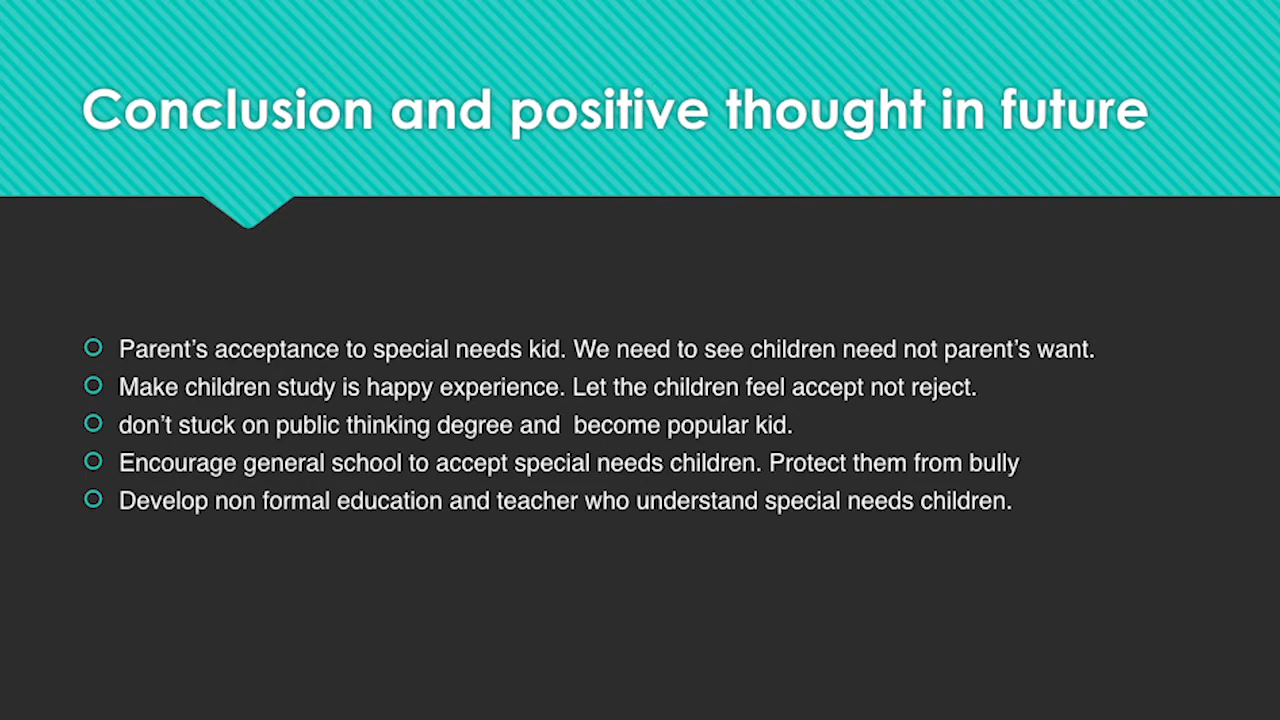 Conclusion and positive thought in future
Parent’s acceptance to special needs kid. We need to see children need not parent’s want.
Make children study is happy experience. Let the children feel accept not reject.
don’t stuck on public thinking degree and  become popular kid.
Encourage general school to accept special needs children. Protect them from bully
Develop non formal education and teacher who understand special needs children.